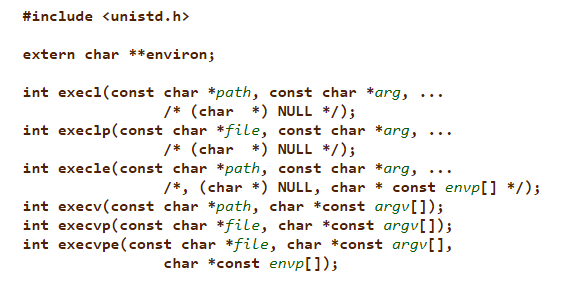 #include <unistd.h>
extern char **environ;
int execl(const char *path, const char *arg, ...
/* (char  *) NULL */);
int execlp(const char *file, const char *arg, ...
/* (char  *) NULL */);
int execle(const char *path, const char *arg, ...
/*, (char *) NULL, char * const envp[] */);
int execv(const char *path, char *const argv[]);
int execvp(const char *file, char *const argv[]);
int execvpe(const char *file, char *const argv[],
char *const envp[]);